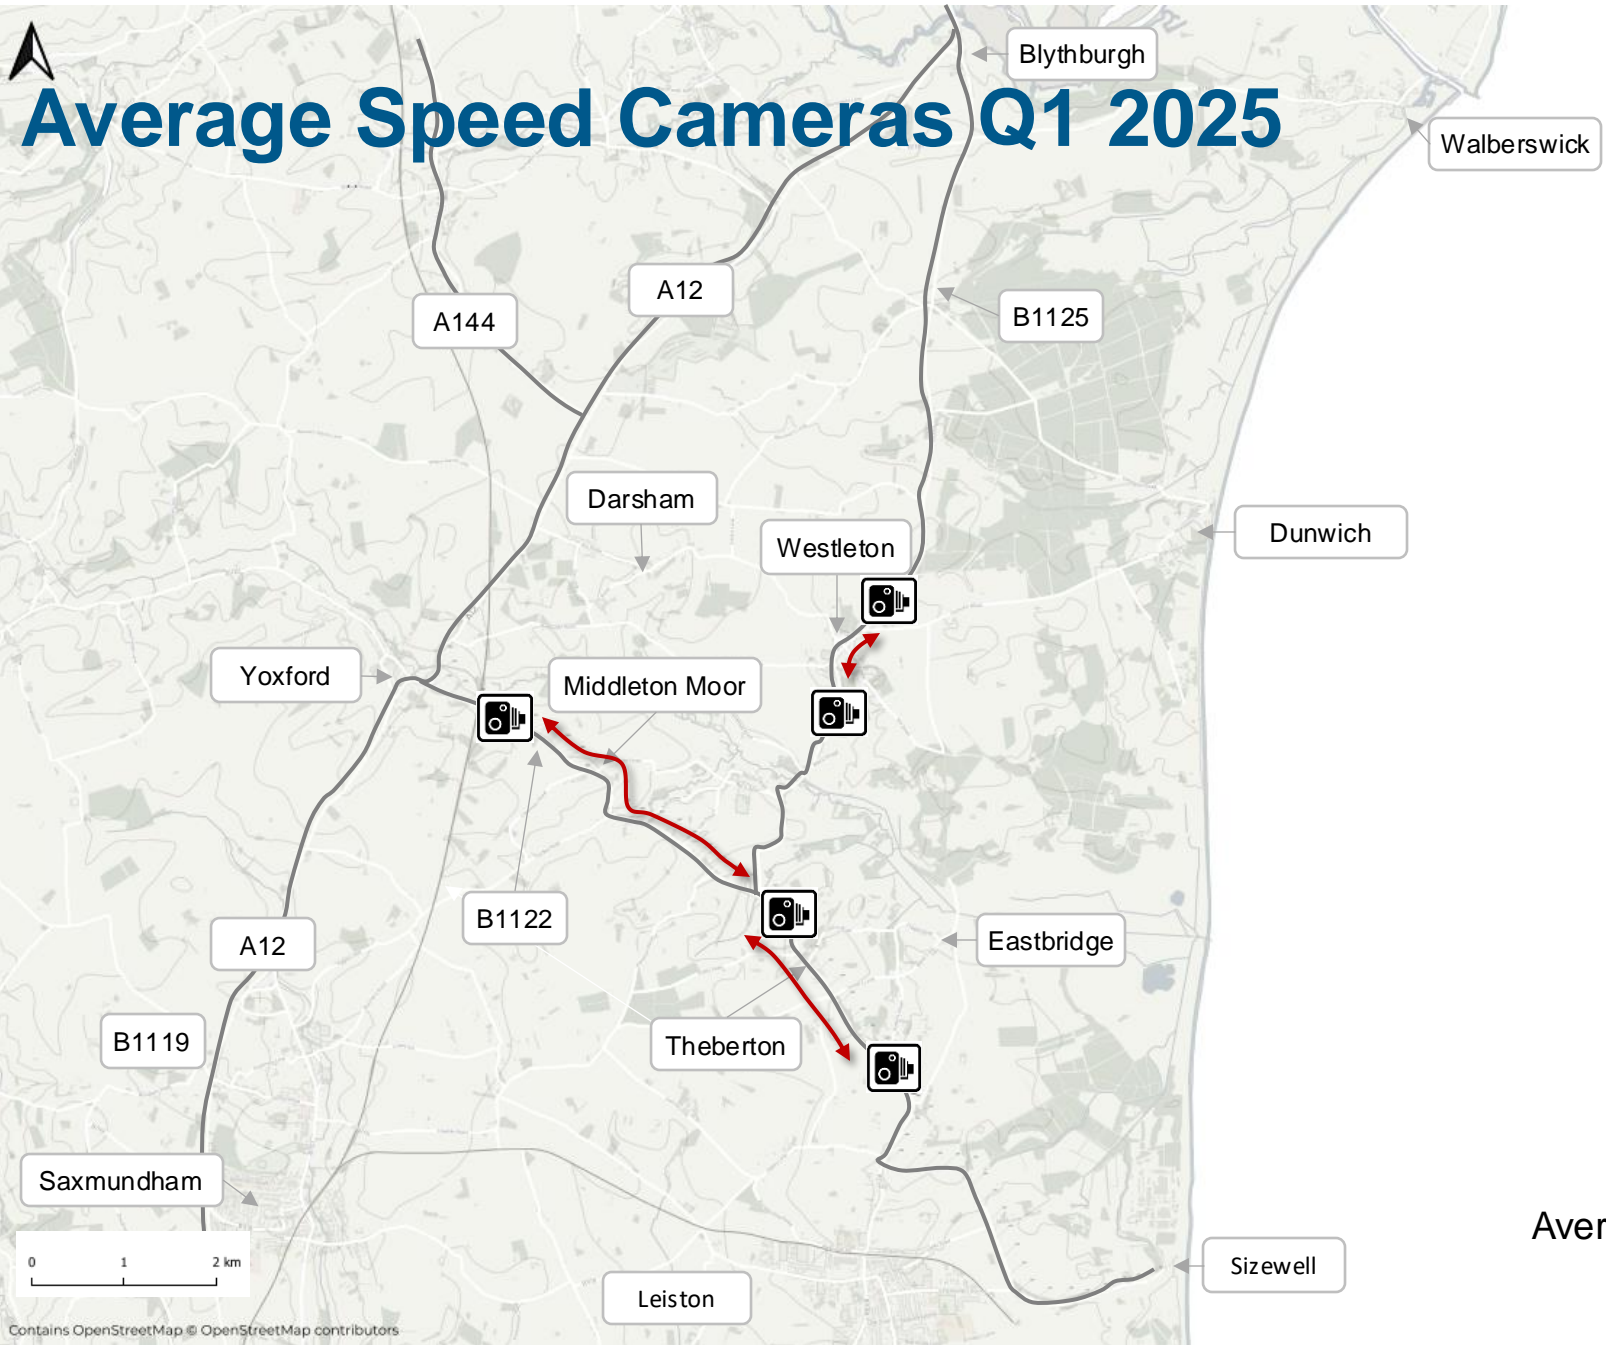 Blythburgh
Average Speed Cameras Q1 2025
Walberswick
A12
A144
B1125
Darsham
Westleton
Dunwich
Yoxford
Middleton Moor
B1122
A12
Eastbridge
B1119
Theberton
Saxmundham
Aver
0 1 2 km
Sizewell
Leiston
Contains OpenStreetMap © OpenStreetMap contributors